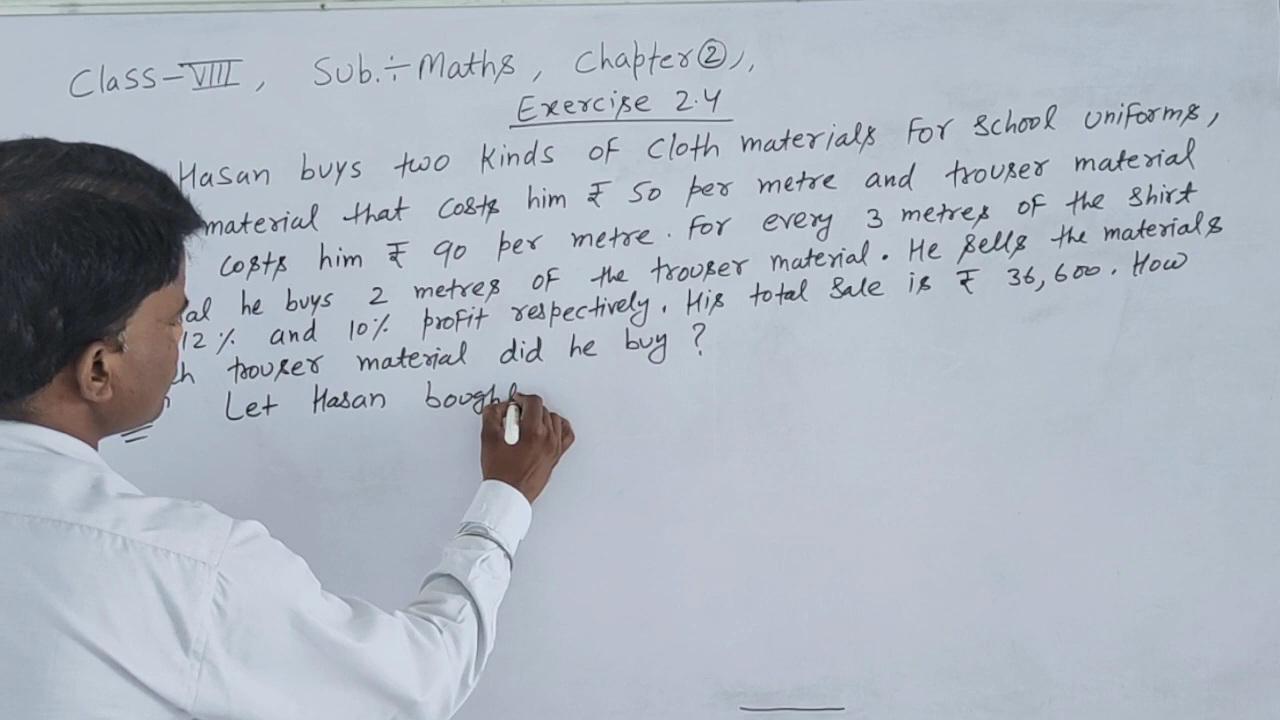 Class-VIII, Sub.÷Maths, Chapter②,,
Exercise 2.4
Hasan buys two kinds of cloth materials for school uniforms,
material that costs him ₹ 50 per metre and trouser material
costs him ₹ 90 per metre. For every 3 metres of the shirt
al he buys 2 metres of the trouser material. He sells the materials
12% and 10% profit respectively. His total sale is ₹ 36,600. How
ch trouser material did he buy?
Let Hasan bough